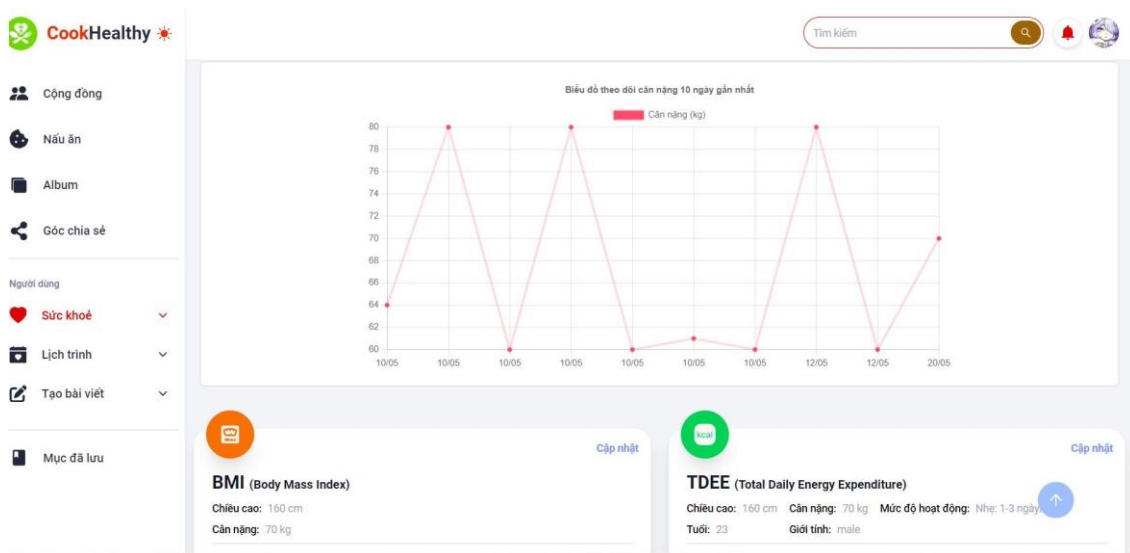 CookHealthy
Tìm kiếm
Cộng đồng
Nấu ăn
Album
Góc chia sẻ
Người dùng
Sức khoẻ
Lịch trình
Tạo bài viết
Mục đã lưu
Biểu đồ theo dõi cân nặng 10 ngày gần nhất
Cân nặng (kg)
80
78
76
74
72
70
68
66
64
62
60
10/05 10/05 10/05 10/05 10/05 10/05 10/05 12/05 12/05 20/05
Cập nhật
BMI (Body Mass Index)
Chiều cao: 160 cm
Cân nặng: 70 kg
kcal
Cập nhật
TDEE (Total Daily Energy Expenditure)
Chiều cao: 160 cm Cân nặng: 70 kg Mức độ hoạt động: Nhẹ: 1-3 ngày
Tuổi: 23 Giới tính: male